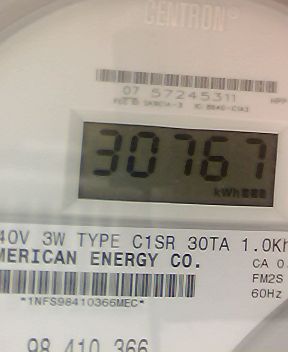 CENTRON®
07 57245311
30767
kWh
40V 3W TYPE C1SR 30TA 1.0Kh
MERICAN ENERGY CO.
CA 0.
FM2S
*1NFS98410366MEC*
60Hz
98 410 366